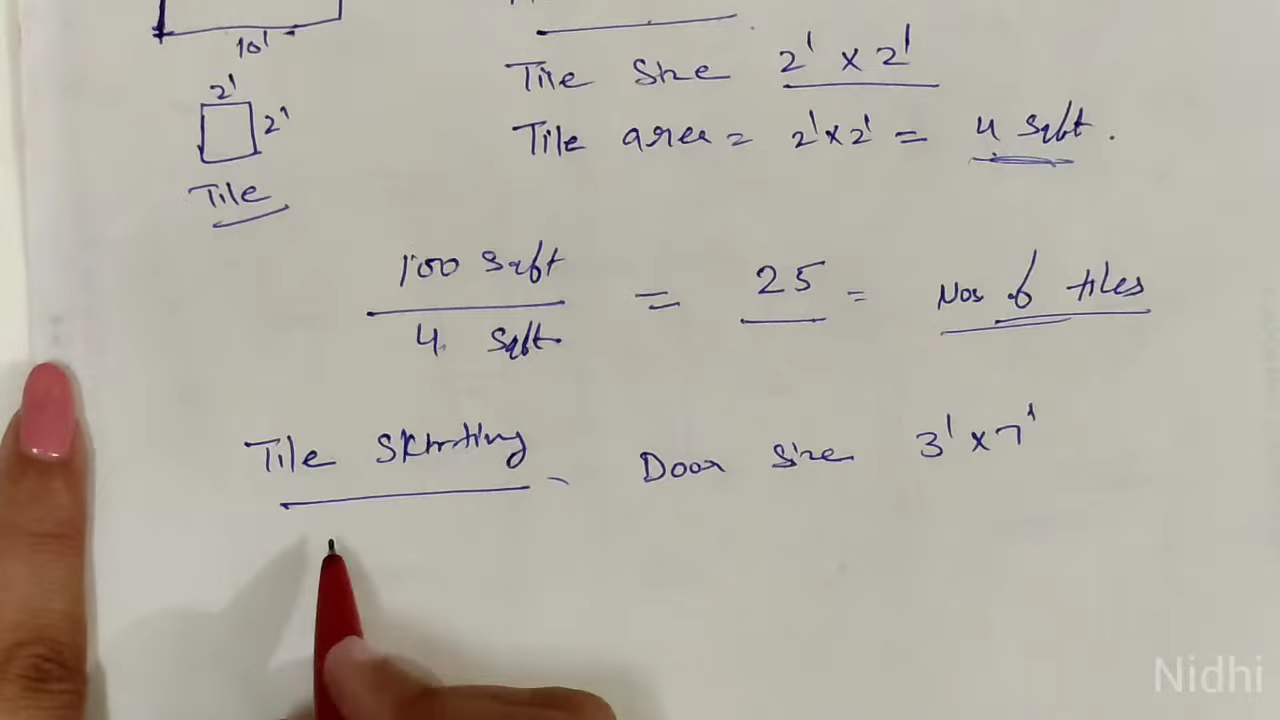 10'
2'
2'
Tile
Tile Size 2' x 2'
Tile area = 2' x 2' = 4 Sqft.
100 Sqft
4 Sqft
= 25 = Nos of tiles
Tile Skirting - Door size 3' x 7'
Nidhi